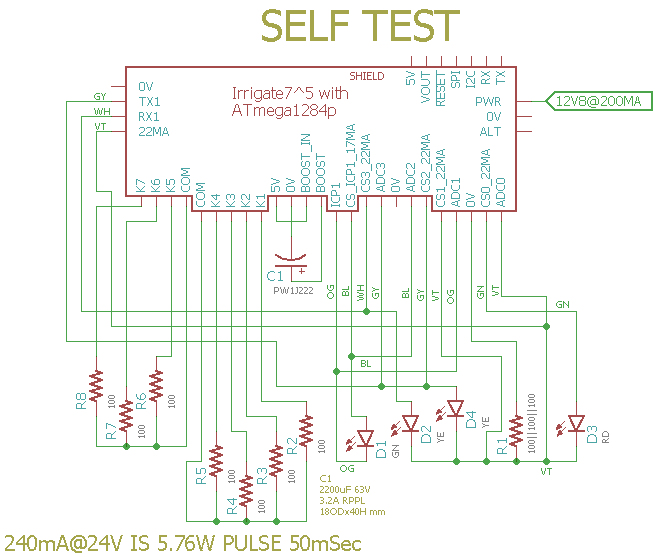 SELF TEST
SHIELD
Irrigate7^5 with
ATmega1284p
0V
TX1
RX1
22MA
GY
WH
VT
5V
VOUT
RESET
SPI
I2C
RX
TX
PWR
0V
ALT
12V8@200MA
K7
K6
K5
COM
COM
K4
K3
K2
K1
5V
0V
BOOST_IN
BOOST
ICP1
CS_ICP1_17MA
CS3_22MA
ADC3
0V
ADC2
CS2_22MA
CS1_22MA
ADC1
0V
CS0_22MA
ADC0
C1
+
PW1J222
OG
BL
WH
GY
BL
GY
VT
OG
GN
VT
GN
BL
R8
100
R7
100
R6
100
R5
100
R4
100
R3
100
R2
100
D1
OG
GN
D2
YE
D4
YE
R1
100||100||100
D3
RD
VT
C1
2200uF 63V
3.2A RPPL
18ODx40H mm
240mA@24V IS 5.76W PULSE 50mSec